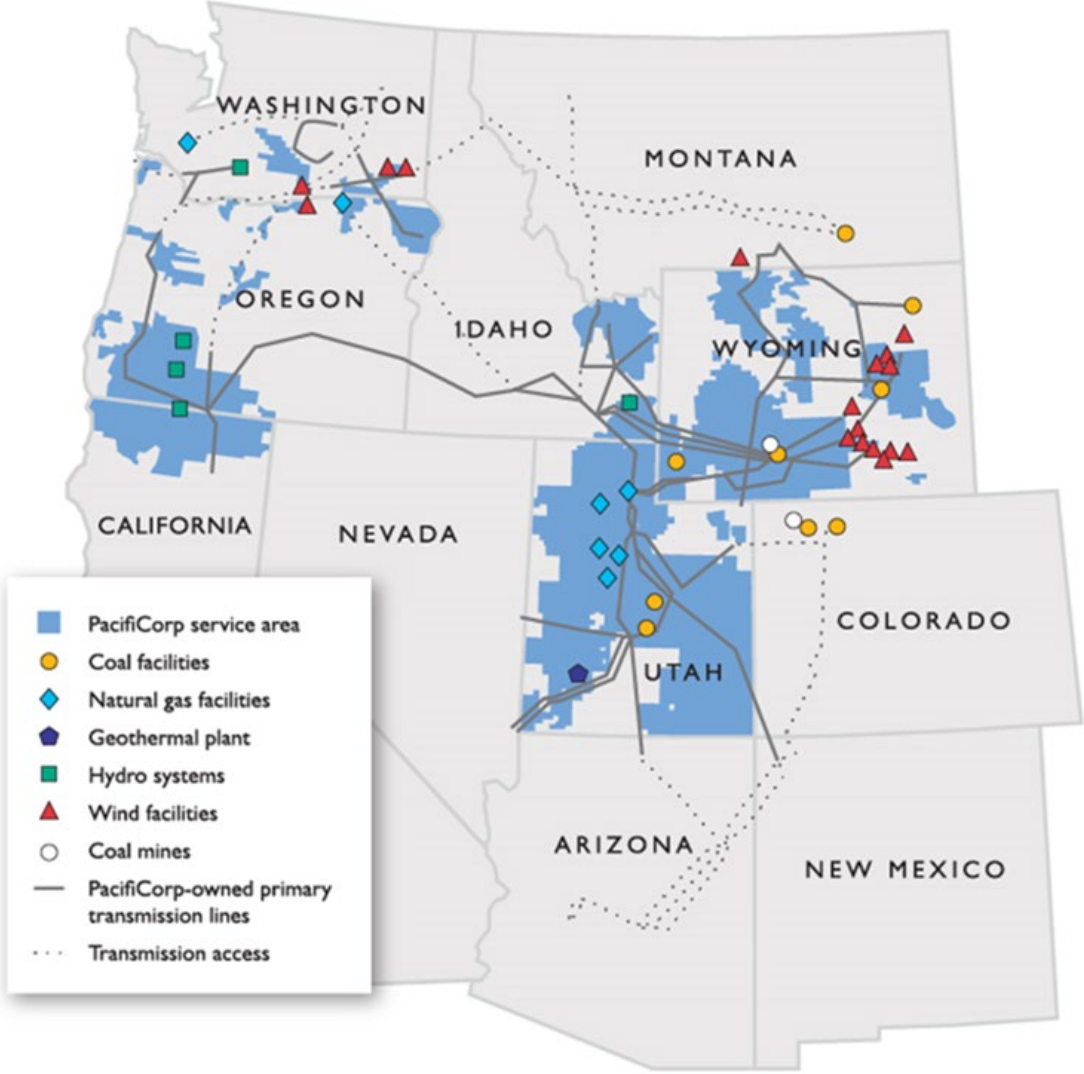 WASHINGTON
MONTANA
OREGON
IDAHO
WYOMING
CALIFORNIA
NEVADA
COLORADO
UTAH
ARIZONA
NEW MEXICO
PacifiCorp service area
Coal facilities
Natural gas facilities
Geothermal plant
Hydro systems
Wind facilities
Coal mines
PacifiCorp-owned primary
transmission lines
Transmission access